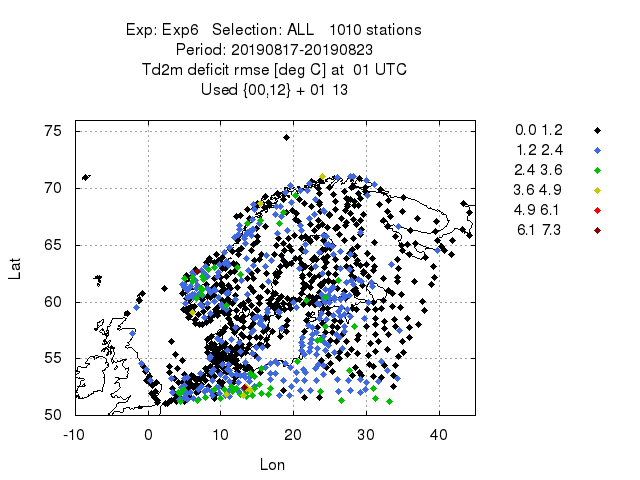 Exp: Exp6 Selection: ALL 1010 stations
Period: 20190817-20190823
Td2m deficit rmse [deg C] at 01 UTC
Used {00,12} + 01 13
0.0 1.2
1.2 2.4
2.4 3.6
3.6 4.9
4.9 6.1
6.1 7.3
75
70
65
60
55
50
Lat
-10 0 10 20 30 40
Lon